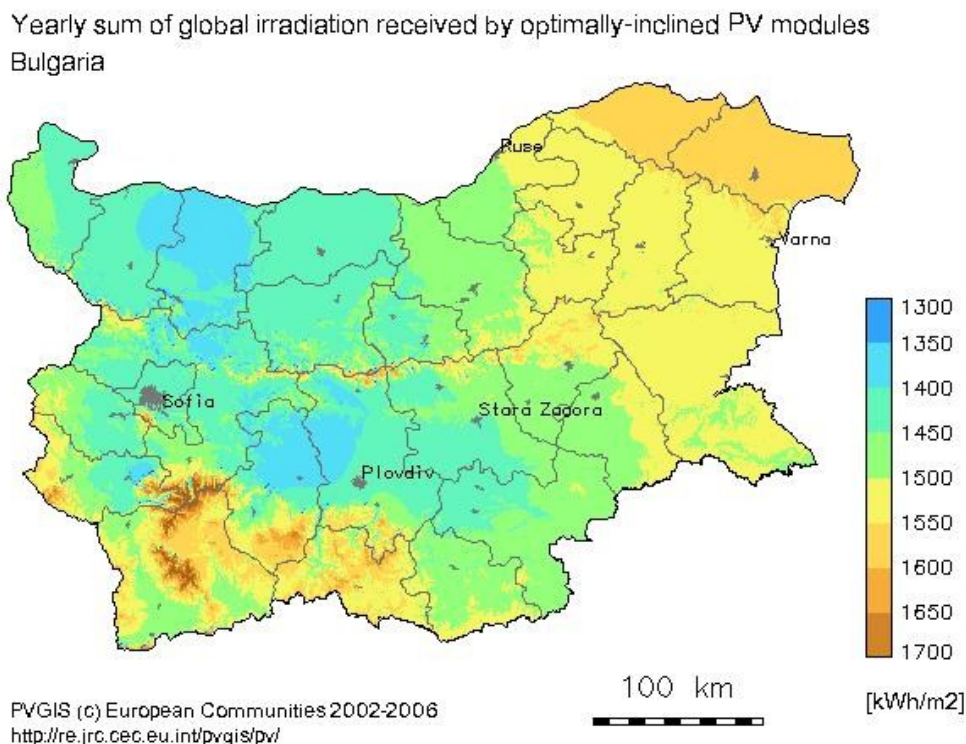 Yearly sum of global irradiation received by optimally-inclined PV modules
Bulgaria
Ruse
Varna
Sofia
Stara Zagora
Plovdiv
1300
1350
1400
1450
1500
1550
1600
1650
1700
[kWh/m2]
100 km
PVGIS (c) European Communities 2002-2006
http://re.jrc.cec.eu.int/pvgis/pv/